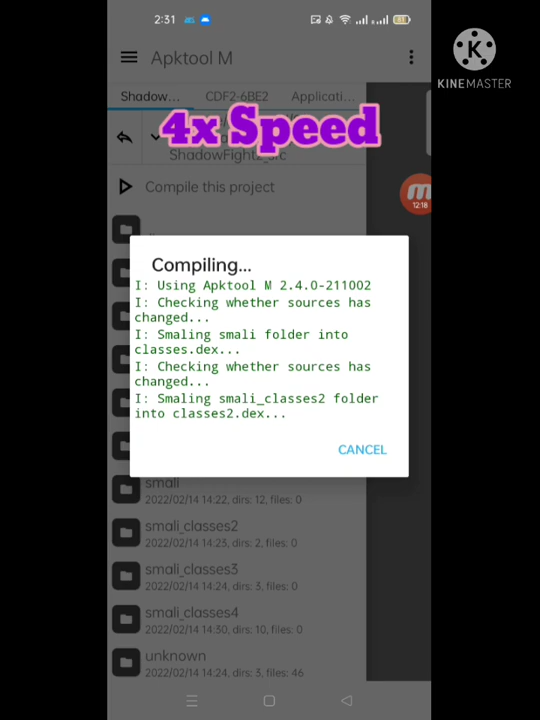 2:31
51
K
KINEMASTER
Apktool M
Shadow... CDF2-6BE2 Applicati...
4x Speed
ShadowFight2_src
Compile this project
12:18
Compiling...
I: Using Apktool M 2.4.0-211002
I: Checking whether sources has
changed...
I: Smaling smali folder into
classes.dex...
I: Checking whether sources has
changed...
I: Smaling smali_classes2 folder
into classes2.dex...
CANCEL
smali
2022/02/14 14:22, dirs: 12, files: 0
smali_classes2
2022/02/14 14:23, dirs: 2, files: 0
smali_classes3
2022/02/14 14:24, dirs: 3, files: 0
smali_classes4
2022/02/14 14:30, dirs: 10, files: 0
unknown
2022/02/14 14:24, dirs: 3, files: 46